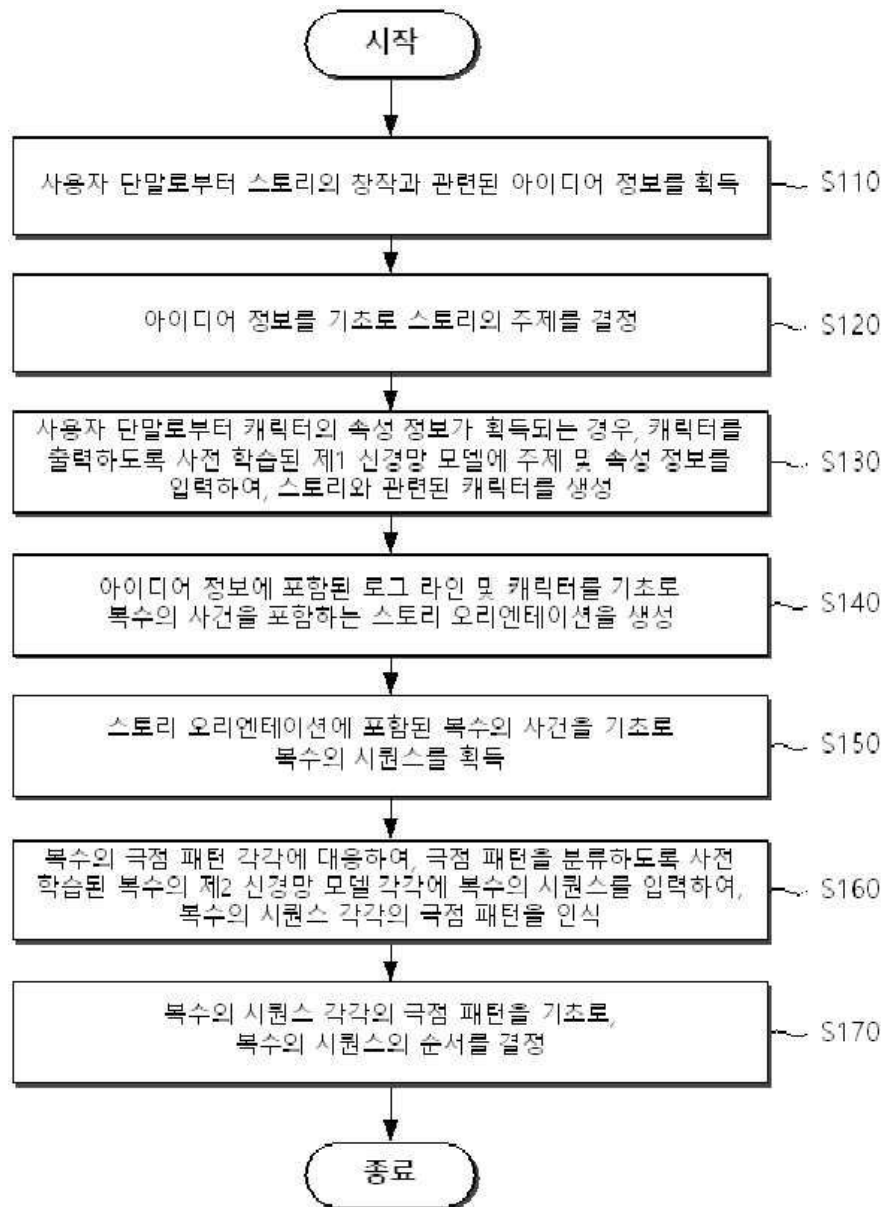 시작
사용자 단말로부터 스토리의 창작과 관련된 아이디어 정보를 획득
S110
아이디어 정보를 기초로 스토리의 주제를 결정
S120
사용자 단말로부터 캐릭터의 속성 정보가 획득되는 경우, 캐릭터를
출력하도록 사전 학습된 제1 신경망 모델에 주제 및 속성 정보를
입력하여, 스토리와 관련된 캐릭터를 생성
S130
아이디어 정보에 포함된 로그 라인 및 캐릭터를 기초로
복수의 사건을 포함하는 스토리 오리엔테이션을 생성
S140
스토리 오리엔테이션에 포함된 복수의 사건을 기초로
복수의 시퀀스를 획득
S150
복수의 극점 패턴 각각에 대응하여, 극점 패턴을 분류하도록 사전
학습된 복수의 제2 신경망 모델 각각에 복수의 시퀀스를 입력하여,
복수의 시퀀스 각각의 극점 패턴을 인식
S160
복수의 시퀀스 각각의 극점 패턴을 기초로,
복수의 시퀀스의 순서를 결정
S170
종료